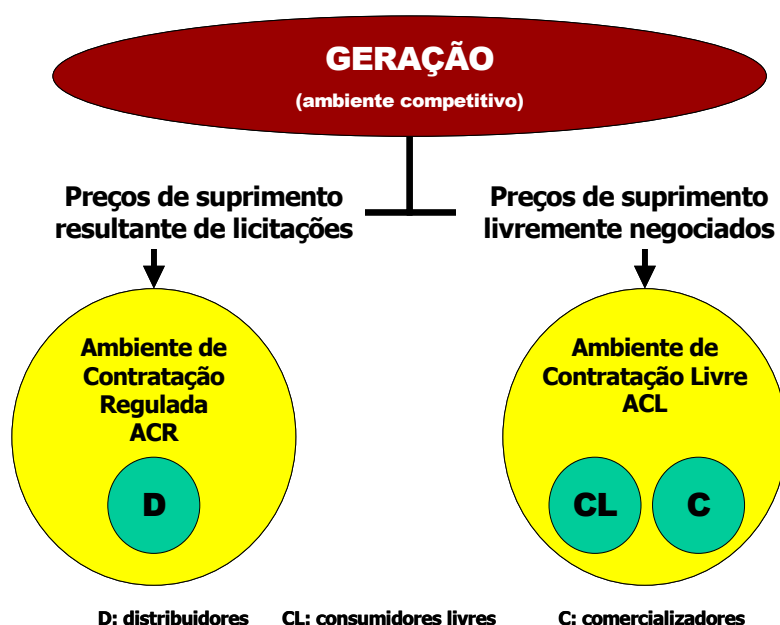 GERAÇÃO
(ambiente competitivo)
Preços de suprimento
resultante de licitações
Preços de suprimento
livremente negociados
Ambiente de
Contratação
Regulada
ACR
D
Ambiente de
Contratação Livre
ACL
CL
C
D: distribuidores
CL: consumidores livres
C: comercializadores